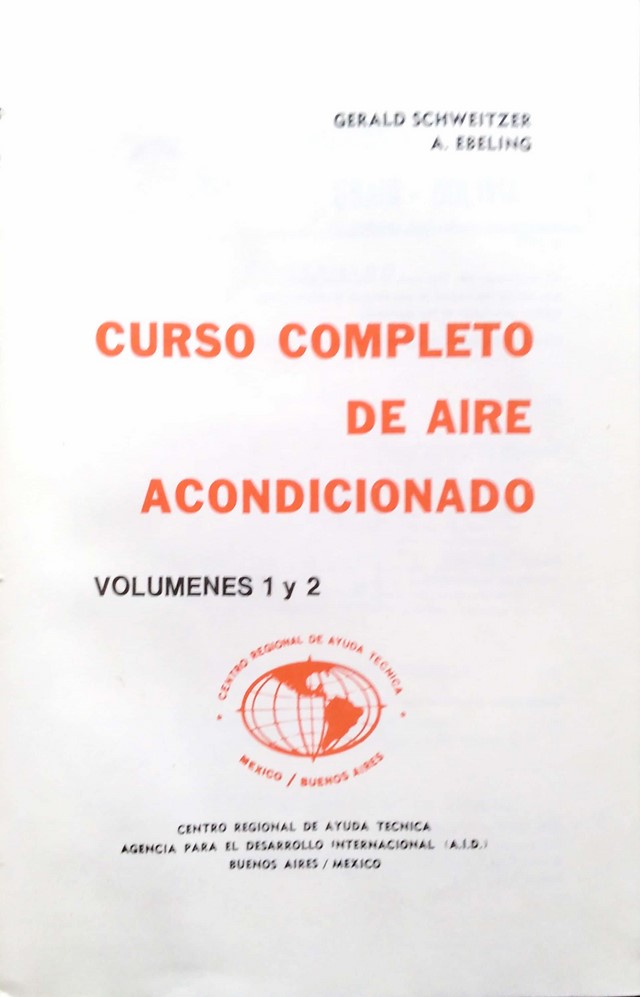 GERALD SCHWEITZER
A. EBELING
CURSO COMPLETO
DE AIRE
ACONDICIONADO
VOLUMENES 1 y 2
* CENTRO REGIONAL DE AYUDA TECNICA *
MEXICO / BUENOS AIRES
CENTRO REGIONAL DE AYUDA TECNICA
AGENCIA PARA EL DESARROLLO INTERNACIONAL (A.I.D.)
BUENOS AIRES / MEXICO